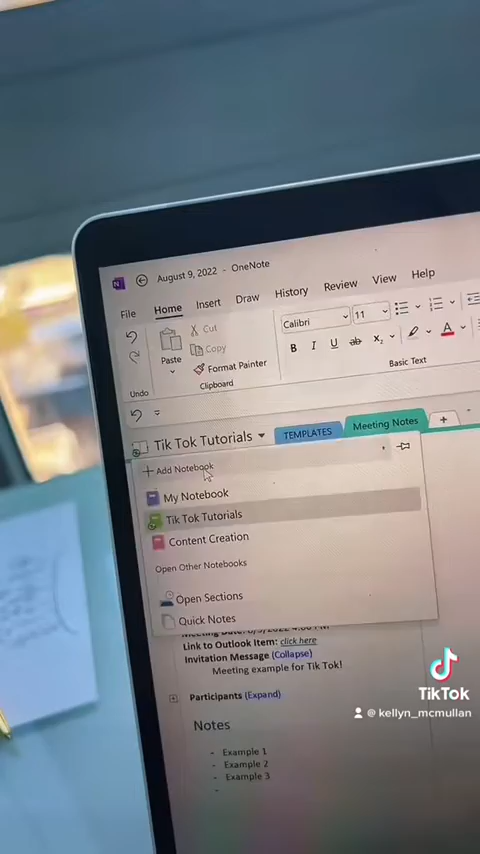 August 9, 2022 - OneNote
File Home Insert Draw History Review View Help
Undo
Paste
Cut
Copy
Format Painter
Clipboard
Calibri 11
B I U ab X₂ A
Basic Text
Tik Tok Tutorials TEMPLATES Meeting Notes +
+ Add Notebook
My Notebook
Tik Tok Tutorials
Content Creation
Open Other Notebooks
Open Sections
Quick Notes
Link to Outlook Item: click here
Invitation Message (Collapse)
Meeting example for Tik Tok!
Participants (Expand)
Notes
- Example 1
- Example 2
- Example 3
-
TikTok
@ kellyn_mcmullan